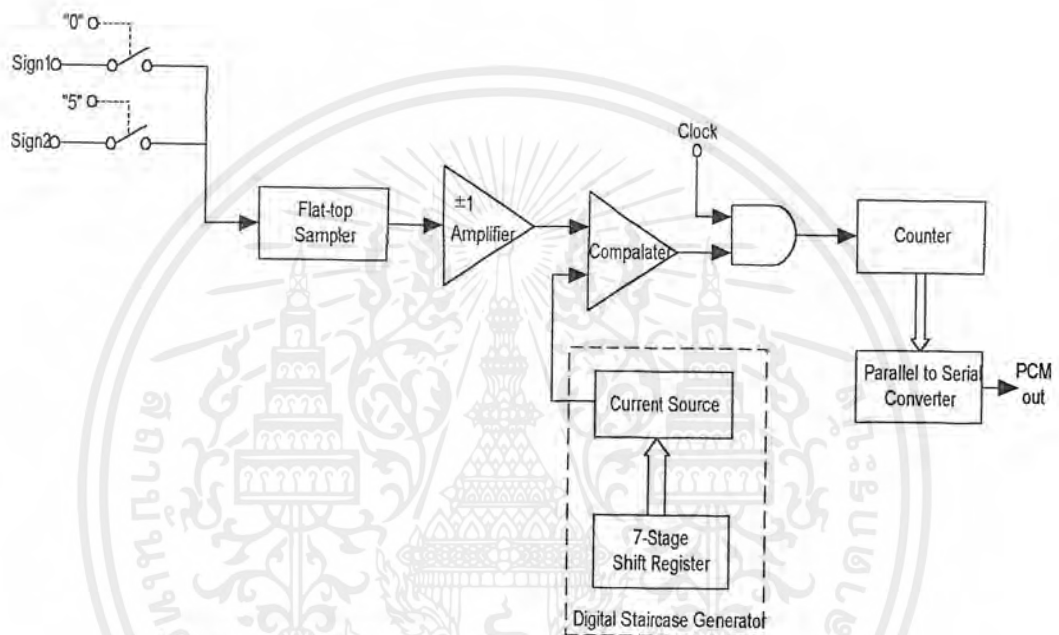 "0"
Sign1
"5"
Sign2
Clock
Flat-top
Sampler
±1
Amplifier
Compalater
Counter
Current Source
Parallel to Serial
Converter
PCM
out
7-Stage
Shift Register
Digital Staircase Generator